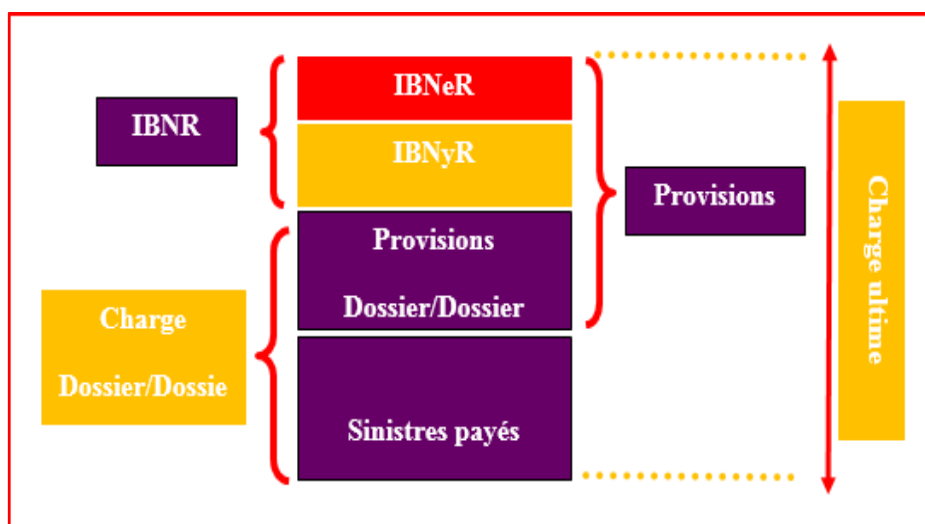 IBNeR
IBNR
IBNyR
Provisions
Provisions
Dossier/Dossier
Charge
Dossier/Dossie
Sinistres payés
Charge ultime